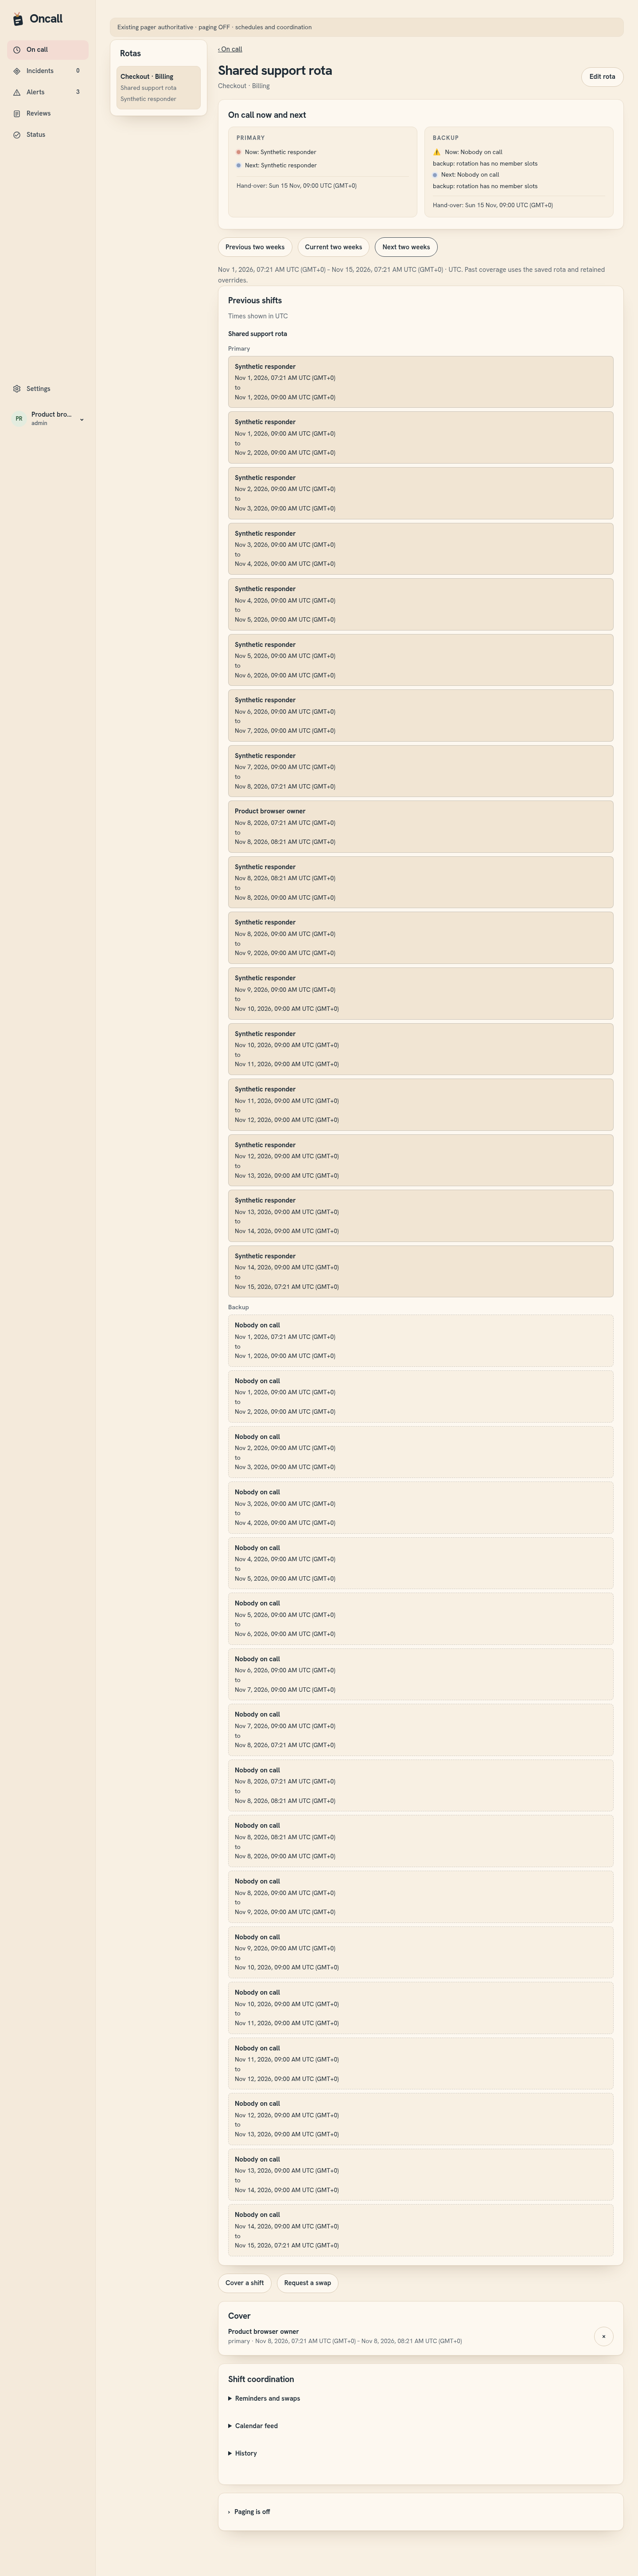 Oncall
On call
Incidents 0
Alerts 3
Reviews
Status
Settings
PR
Product bro...
admin
Existing pager authoritative · paging OFF · schedules and coordination
Rotas
Checkout · Billing
Shared support rota
Synthetic responder
‹ On call
Shared support rota
Checkout · Billing
Edit rota
On call now and next
PRIMARY
Now: Synthetic responder
Next: Synthetic responder
Hand-over: Sun 15 Nov, 09:00 UTC (GMT+0)
BACKUP
Now: Nobody on call
backup: rotation has no member slots
Next: Nobody on call
backup: rotation has no member slots
Hand-over: Sun 15 Nov, 09:00 UTC (GMT+0)
Previous two weeks
Current two weeks
Next two weeks
Nov 1, 2026, 07:21 AM UTC (GMT+0) – Nov 15, 2026, 07:21 AM UTC (GMT+0) · UTC. Past coverage uses the saved rota and retained
overrides.
Previous shifts
Times shown in UTC
Shared support rota
Primary
Synthetic responder
Nov 1, 2026, 07:21 AM UTC (GMT+0)
to
Nov 1, 2026, 09:00 AM UTC (GMT+0)
Synthetic responder
Nov 1, 2026, 09:00 AM UTC (GMT+0)
to
Nov 2, 2026, 09:00 AM UTC (GMT+0)
Synthetic responder
Nov 2, 2026, 09:00 AM UTC (GMT+0)
to
Nov 3, 2026, 09:00 AM UTC (GMT+0)
Synthetic responder
Nov 3, 2026, 09:00 AM UTC (GMT+0)
to
Nov 4, 2026, 09:00 AM UTC (GMT+0)
Synthetic responder
Nov 4, 2026, 09:00 AM UTC (GMT+0)
to
Nov 5, 2026, 09:00 AM UTC (GMT+0)
Synthetic responder
Nov 5, 2026, 09:00 AM UTC (GMT+0)
to
Nov 6, 2026, 09:00 AM UTC (GMT+0)
Synthetic responder
Nov 6, 2026, 09:00 AM UTC (GMT+0)
to
Nov 7, 2026, 09:00 AM UTC (GMT+0)
Synthetic responder
Nov 7, 2026, 09:00 AM UTC (GMT+0)
to
Nov 8, 2026, 07:21 AM UTC (GMT+0)
Product browser owner
Nov 8, 2026, 07:21 AM UTC (GMT+0)
to
Nov 8, 2026, 08:21 AM UTC (GMT+0)
Synthetic responder
Nov 8, 2026, 08:21 AM UTC (GMT+0)
to
Nov 8, 2026, 09:00 AM UTC (GMT+0)
Synthetic responder
Nov 8, 2026, 09:00 AM UTC (GMT+0)
to
Nov 9, 2026, 09:00 AM UTC (GMT+0)
Synthetic responder
Nov 9, 2026, 09:00 AM UTC (GMT+0)
to
Nov 10, 2026, 09:00 AM UTC (GMT+0)
Synthetic responder
Nov 10, 2026, 09:00 AM UTC (GMT+0)
to
Nov 11, 2026, 09:00 AM UTC (GMT+0)
Synthetic responder
Nov 11, 2026, 09:00 AM UTC (GMT+0)
to
Nov 12, 2026, 09:00 AM UTC (GMT+0)
Synthetic responder
Nov 12, 2026, 09:00 AM UTC (GMT+0)
to
Nov 13, 2026, 09:00 AM UTC (GMT+0)
Synthetic responder
Nov 13, 2026, 09:00 AM UTC (GMT+0)
to
Nov 14, 2026, 09:00 AM UTC (GMT+0)
Synthetic responder
Nov 14, 2026, 09:00 AM UTC (GMT+0)
to
Nov 15, 2026, 07:21 AM UTC (GMT+0)
Backup
Nobody on call
Nov 1, 2026, 07:21 AM UTC (GMT+0)
to
Nov 1, 2026, 09:00 AM UTC (GMT+0)
Nobody on call
Nov 1, 2026, 09:00 AM UTC (GMT+0)
to
Nov 2, 2026, 09:00 AM UTC (GMT+0)
Nobody on call
Nov 2, 2026, 09:00 AM UTC (GMT+0)
to
Nov 3, 2026, 09:00 AM UTC (GMT+0)
Nobody on call
Nov 3, 2026, 09:00 AM UTC (GMT+0)
to
Nov 4, 2026, 09:00 AM UTC (GMT+0)
Nobody on call
Nov 4, 2026, 09:00 AM UTC (GMT+0)
to
Nov 5, 2026, 09:00 AM UTC (GMT+0)
Nobody on call
Nov 5, 2026, 09:00 AM UTC (GMT+0)
to
Nov 6, 2026, 09:00 AM UTC (GMT+0)
Nobody on call
Nov 6, 2026, 09:00 AM UTC (GMT+0)
to
Nov 7, 2026, 09:00 AM UTC (GMT+0)
Nobody on call
Nov 7, 2026, 09:00 AM UTC (GMT+0)
to
Nov 8, 2026, 07:21 AM UTC (GMT+0)
Nobody on call
Nov 8, 2026, 07:21 AM UTC (GMT+0)
to
Nov 8, 2026, 08:21 AM UTC (GMT+0)
Nobody on call
Nov 8, 2026, 08:21 AM UTC (GMT+0)
to
Nov 8, 2026, 09:00 AM UTC (GMT+0)
Nobody on call
Nov 8, 2026, 09:00 AM UTC (GMT+0)
to
Nov 9, 2026, 09:00 AM UTC (GMT+0)
Nobody on call
Nov 9, 2026, 09:00 AM UTC (GMT+0)
to
Nov 10, 2026, 09:00 AM UTC (GMT+0)
Nobody on call
Nov 10, 2026, 09:00 AM UTC (GMT+0)
to
Nov 11, 2026, 09:00 AM UTC (GMT+0)
Nobody on call
Nov 11, 2026, 09:00 AM UTC (GMT+0)
to
Nov 12, 2026, 09:00 AM UTC (GMT+0)
Nobody on call
Nov 12, 2026, 09:00 AM UTC (GMT+0)
to
Nov 13, 2026, 09:00 AM UTC (GMT+0)
Nobody on call
Nov 13, 2026, 09:00 AM UTC (GMT+0)
to
Nov 14, 2026, 09:00 AM UTC (GMT+0)
Nobody on call
Nov 14, 2026, 09:00 AM UTC (GMT+0)
to
Nov 15, 2026, 07:21 AM UTC (GMT+0)
Cover a shift
Request a swap
Cover
Product browser owner
primary · Nov 8, 2026, 07:21 AM UTC (GMT+0) – Nov 8, 2026, 08:21 AM UTC (GMT+0)
×
Shift coordination
Reminders and swaps
Calendar feed
History
› Paging is off